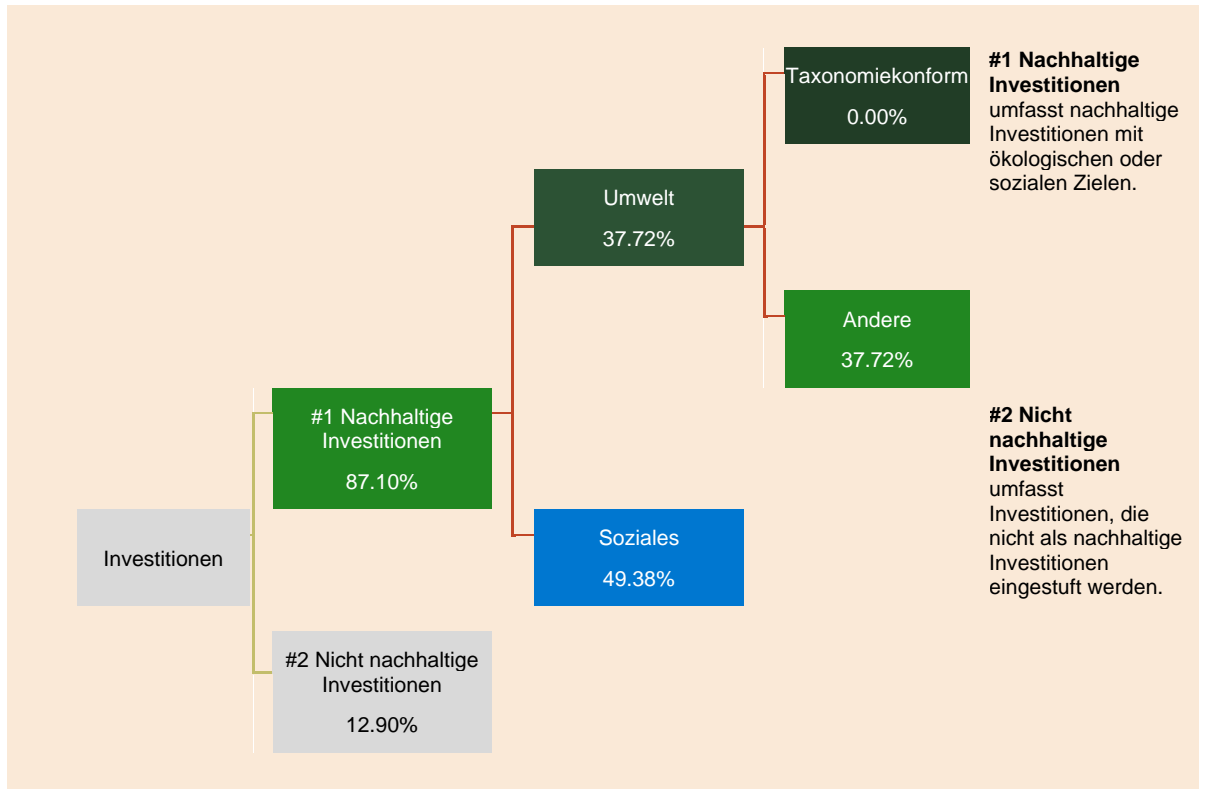 Taxonomiekonform
0.00%
#1 Nachhaltige
Investitionen
umfasst nachhaltige
Investitionen mit
ökologischen oder
sozialen Zielen.
Umwelt
37.72%
Andere
37.72%
#1 Nachhaltige
Investitionen
87.10%
#2 Nicht
nachhaltige
Investitionen
umfasst
Investitionen, die
nicht als nachhaltige
Investitionen
eingestuft werden.
Investitionen
Soziales
49.38%
#2 Nicht nachhaltige
Investitionen
12.90%